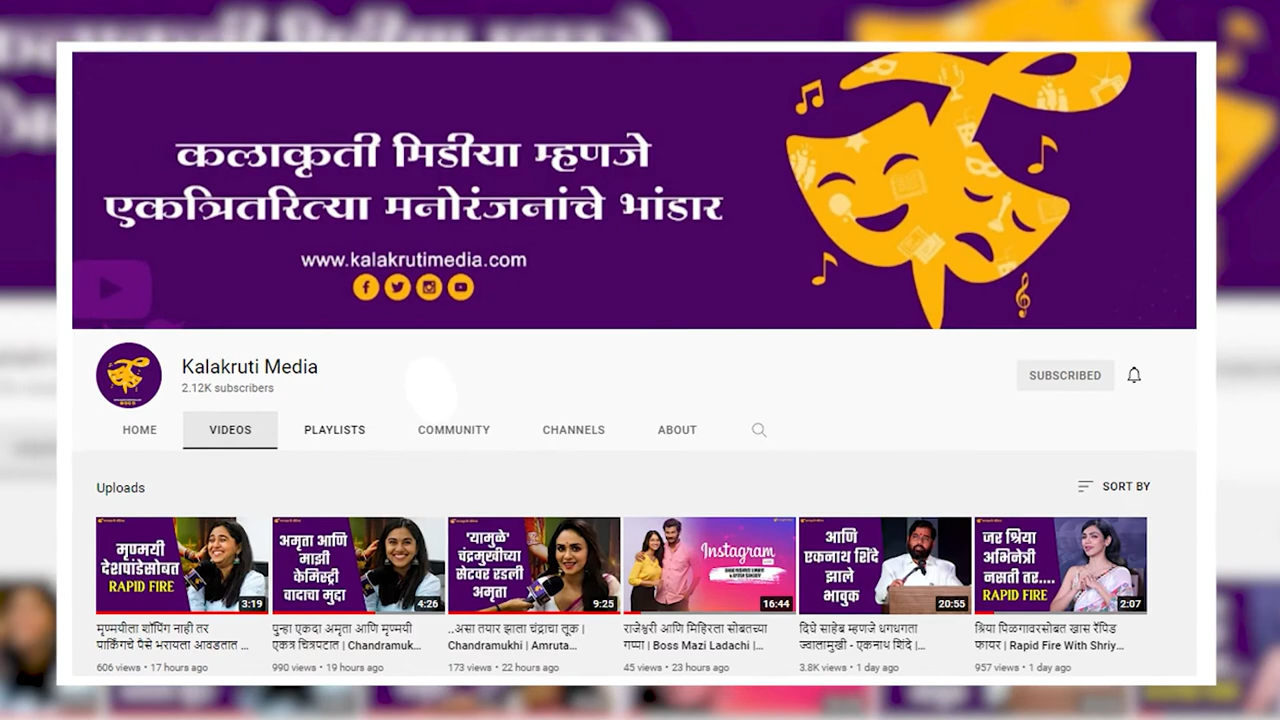 कलाकृती मिडीया म्हणजे
एकत्रितरित्या मनोरंजनांचे भांडार
www.kalakrutimedia.com
Kalakruti Media
2.12K subscribers
SUBSCRIBED
HOME VIDEOS PLAYLISTS COMMUNITY CHANNELS ABOUT
Uploads
SORT BY
मृण्मयी
देशपांडेसोबत
RAPID FIRE
3:19
मृण्मयीला शॉपिंग नाही तर
पार्किंगचे पैसे भरायला आवडतात ...
606 views • 17 hours ago
अमृता आणि
माझी
केमिस्ट्री
वादाचा मुद्दा
4:26
पुन्हा एकदा अमृता आणि मृण्मयी
एकत्र चित्रपटात | Chandramuk...
990 views • 19 hours ago
'यामुळे'
चंद्रमुखीच्या
सेटवर रडली
अमृता
9:25
..असा तयार झाला चंद्राचा लूक |
Chandramukhi | Amruta...
173 views • 22 hours ago
Instagram
16:44
राजेश्वरी आणि मिहिरला सोबतच्या
गप्पा | Boss Mazi Ladachi |...
45 views • 23 hours ago
आणि
एकनाथ शिंदे
झाले
भावुक
20:55
दिघे साहेब म्हणजे धगधगता
ज्वालामुखी - एकनाथ शिंदे |...
3.8K views • 1 day ago
जर श्रिया
अभिनेत्री
नसती तर....
RAPID FIRE
2:07
श्रिया पिळगावरसोबत खास रॅपिड
फायर | Rapid Fire With Shriy...
957 views • 1 day ago